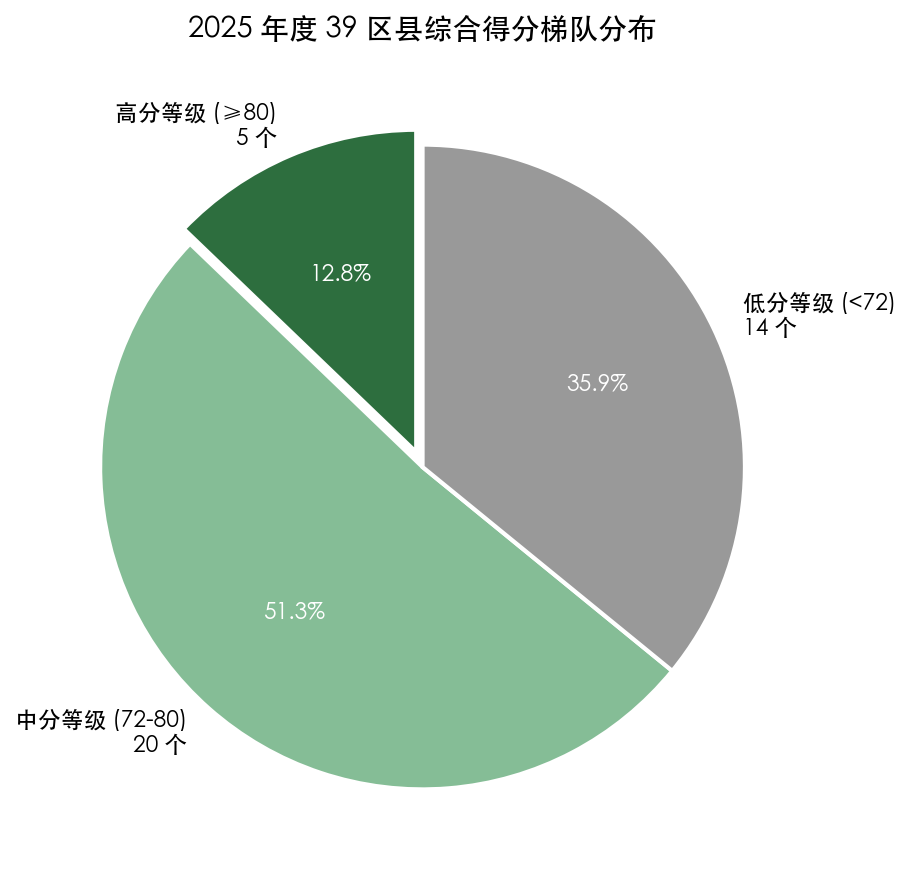 2025 年度 39 区县综合得分梯队分布
高分等级 (≥80)
5 个
12.8%
低分等级 (<72)
14 个
35.9%
51.3%
中分等级 (72-80)
20 个